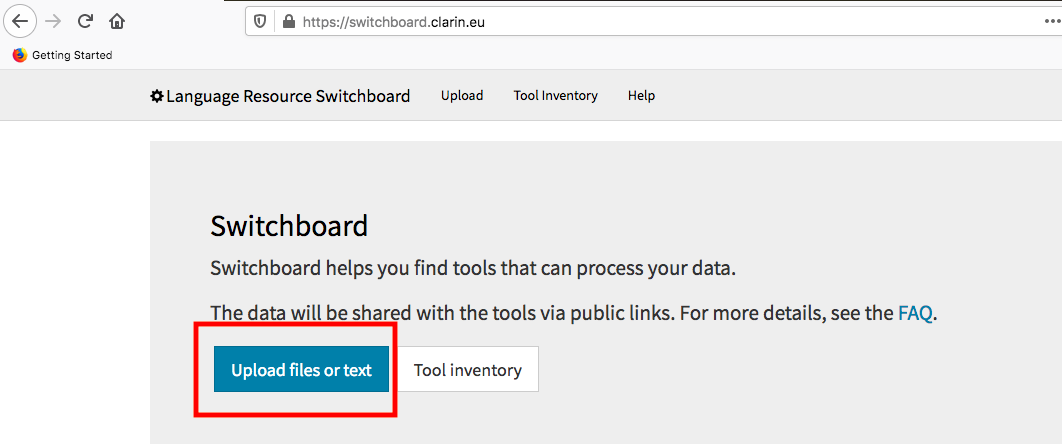 https://switchboard.clarin.eu
Getting Started
Language Resource Switchboard Upload Tool Inventory Help
Switchboard
Switchboard helps you find tools that can process your data.
The data will be shared with the tools via public links. For more details, see the FAQ.
Upload files or text Tool inventory